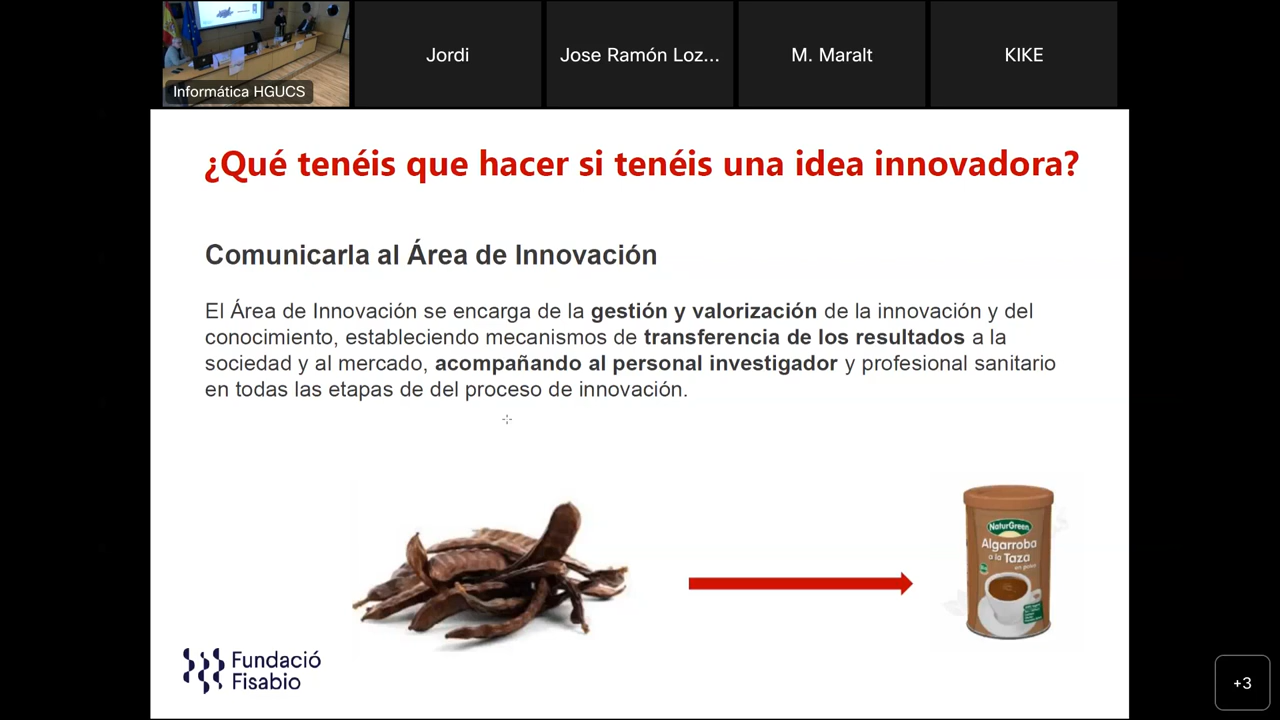 Informática HGUCS
Jordi
Jose Ramón Loz...
M. Maralt
KIKE
¿Qué tenéis que hacer si tenéis una idea innovadora?
Comunicarla al Área de Innovación
El Área de Innovación se encarga de la gestión y valorización de la innovación y del
conocimiento, estableciendo mecanismos de transferencia de los resultados a la
sociedad y al mercado, acompañando al personal investigador y profesional sanitario
en todas las etapas de del proceso de innovación.
NaturGreen
Algarroba
a la Taza
en polvo
Fundació
Fisabio
+3